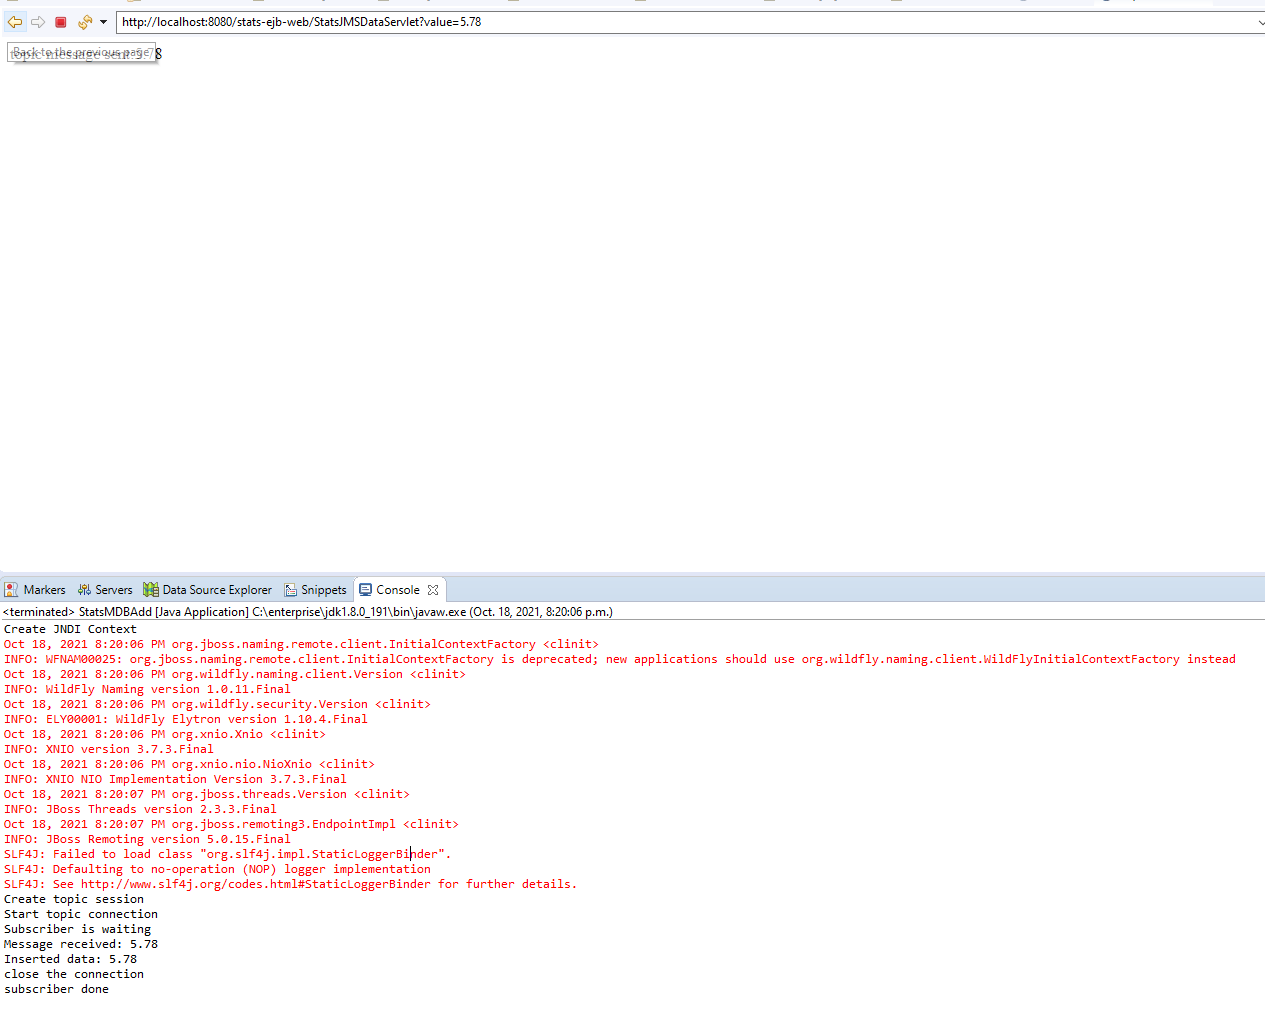 http://localhost:8080/stats-ejb-web/StatsJMSDataServlet?value=5.78
Back to the previous page
topic message sent: 5.78
Markers Servers Data Source Explorer Snippets Console
<terminated> StatsMDBAdd [Java Application] C:\enterprise\jdk1.8.0_191\bin\javaw.exe (Oct. 18, 2021, 8:20:06 p.m.)
Create JNDI Context
Oct 18, 2021 8:20:06 PM org.jboss.naming.remote.client.InitialContextFactory <clinit>
INFO: WFNAM00025: org.jboss.naming.remote.client.InitialContextFactory is deprecated; new applications should use org.wildfly.naming.client.WildFlyInitialContextFactory instead
Oct 18, 2021 8:20:06 PM org.wildfly.naming.client.Version <clinit>
INFO: WildFly Naming version 1.0.11.Final
Oct 18, 2021 8:20:06 PM org.wildfly.security.Version <clinit>
INFO: ELY00001: WildFly Elytron version 1.10.4.Final
Oct 18, 2021 8:20:06 PM org.xnio.Xnio <clinit>
INFO: XNIO version 3.7.3.Final
Oct 18, 2021 8:20:06 PM org.xnio.nio.NioXnio <clinit>
INFO: XNIO NIO Implementation Version 3.7.3.Final
Oct 18, 2021 8:20:07 PM org.jboss.threads.Version <clinit>
INFO: JBoss Threads version 2.3.3.Final
Oct 18, 2021 8:20:07 PM org.jboss.remoting3.EndpointImpl <clinit>
INFO: JBoss Remoting version 5.0.15.Final
SLF4J: Failed to load class "org.slf4j.impl.StaticLoggerBinder".
SLF4J: Defaulting to no-operation (NOP) logger implementation
SLF4J: See http://www.slf4j.org/codes.html#StaticLoggerBinder for further details.
Create topic session
Start topic connection
Subscriber is waiting
Message received: 5.78
Inserted data: 5.78
close the connection
subscriber done